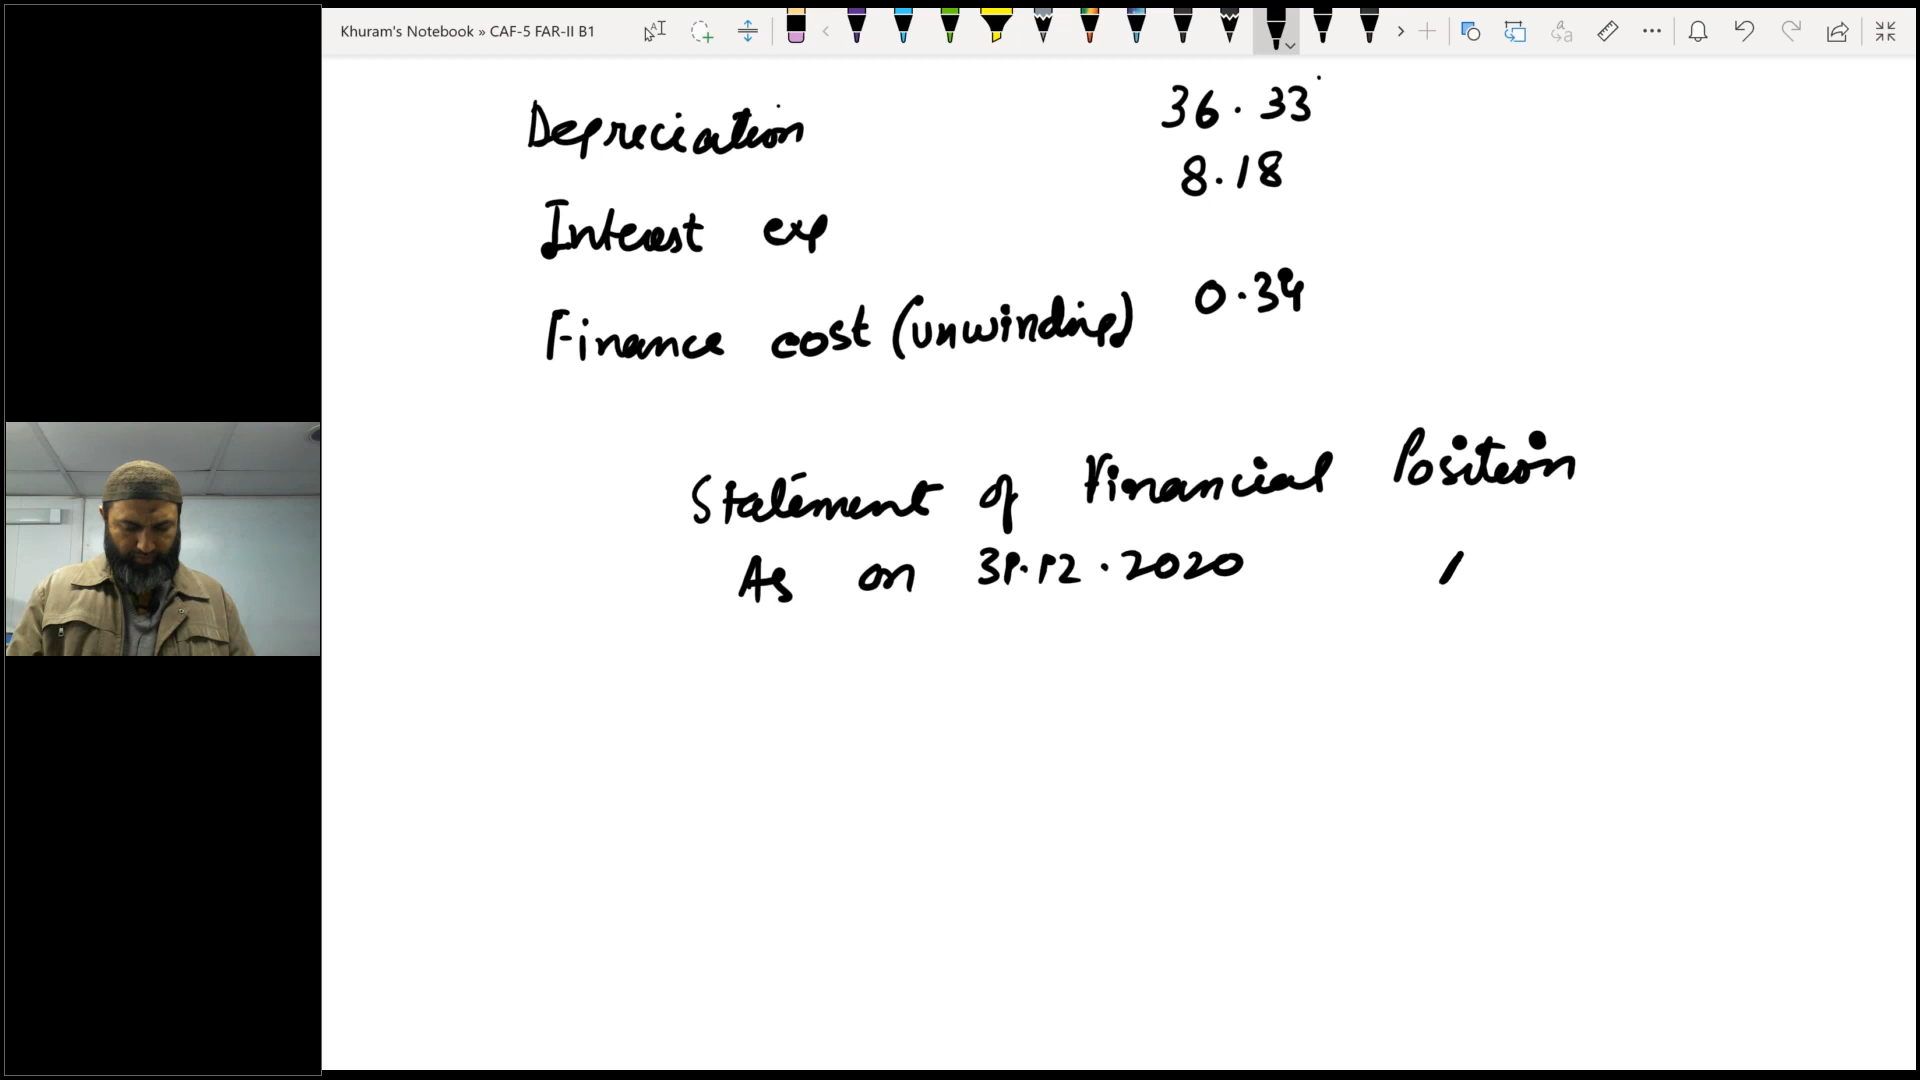 Khuram's Notebook » CAF-5 FAR-II B1
Depreciation 36.33
Interest exp 8.18
Finance cost (unwinding) 0.34
Statement of Financial Position
As on 31.12.2020